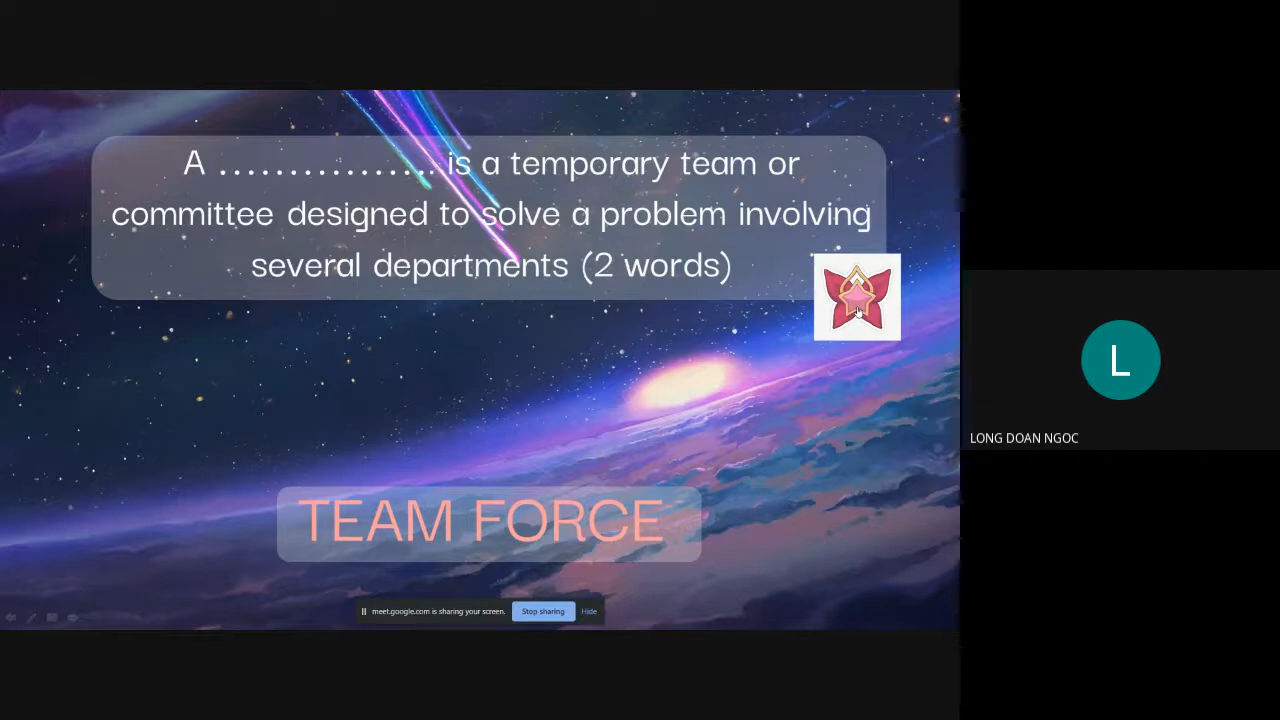 A ................ is a temporary team or
committee designed to solve a problem involving
several departments (2 words)
TEAM FORCE
meet.google.com is sharing your screen.
Stop sharing
Hide
L
LONG DOAN NGOC